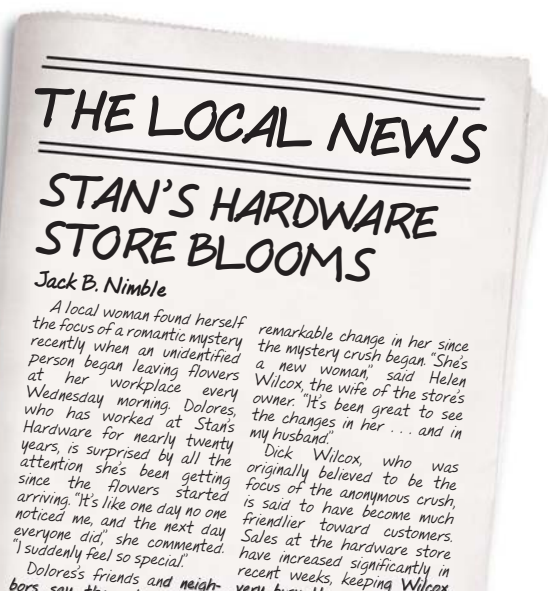 THE LOCAL NEWS
STAN'S HARDWARE
STORE BLOOMS
Jack B. Nimble
A local woman found herself
the focus of a romantic mystery
recently when an unidentified
person began leaving flowers
at her workplace every
Wednesday morning. Dolores,
who has worked at Stan's
Hardware for nearly twenty
years, is surprised by all the
attention she's been getting
since the flowers started
arriving. "It's like one day no one
noticed me, and the next day
everyone did," she commented.
"I suddenly feel so special."
Dolores's friends and neigh-
bors say
remarkable change in her since
the mystery crush began. "She's
a new woman," said Helen
Wilcox, the wife of the store's
owner. "It's been great to see
the changes in her . . . and in
my husband."
Dick Wilcox, who was
originally believed to be the
focus of the anonymous crush,
is said to have become much
friendlier toward customers.
Sales at the hardware store
have increased significantly in
recent weeks, keeping Wilcox
very busy